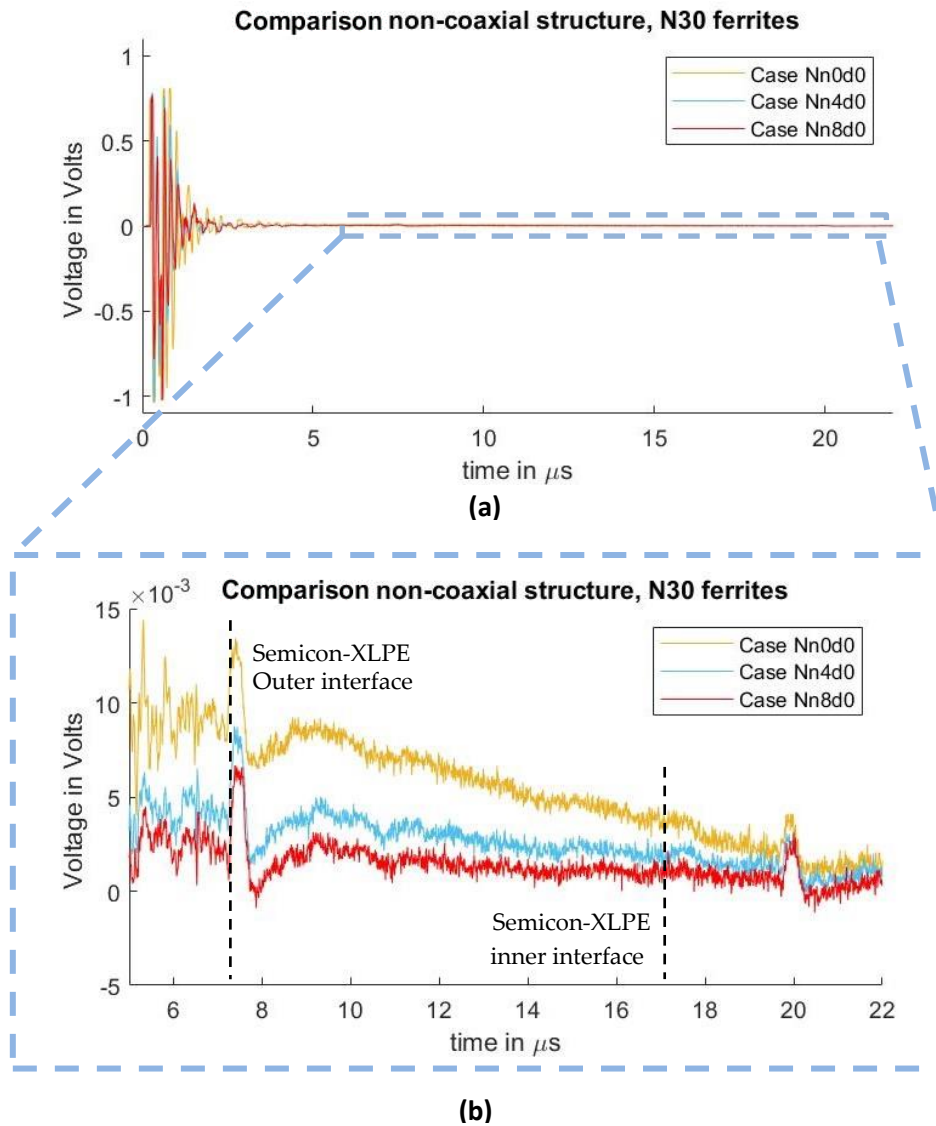 Comparison non-coaxial structure, N30 ferrites
1
0.5
0
-0.5
-1
Voltage in Volts
Case Nn0d0
Case Nn4d0
Case Nn8d0
0 5 10 15 20
time in μs
(a)
×10⁻³ Comparison non-coaxial structure, N30 ferrites
15
10
5
0
-5
Voltage in Volts
Semicon-XLPE
Outer interface
Case Nn0d0
Case Nn4d0
Case Nn8d0
Semicon-XLPE
inner interface
6 8 10 12 14 16 18 20 22
time in μs
(b)